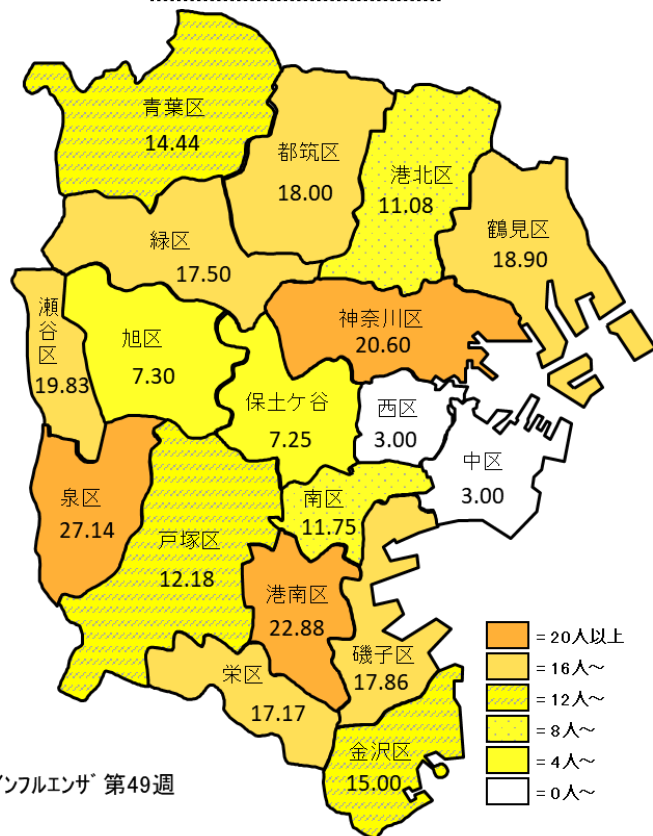 青葉区
14.44
都筑区
18.00
港北区
11.08
鶴見区
18.90
緑区
17.50
瀬谷区
19.83
旭区
7.30
神奈川区
20.60
保土ケ谷
7.25
西区
3.00
中区
3.00
泉区
27.14
戸塚区
12.18
南区
11.75
港南区
22.88
磯子区
17.86
栄区
17.17
金沢区
15.00
=20人以上
=16人～
=12人～
=8人～
=4人～
=0人～
インフルエンザ 第49週